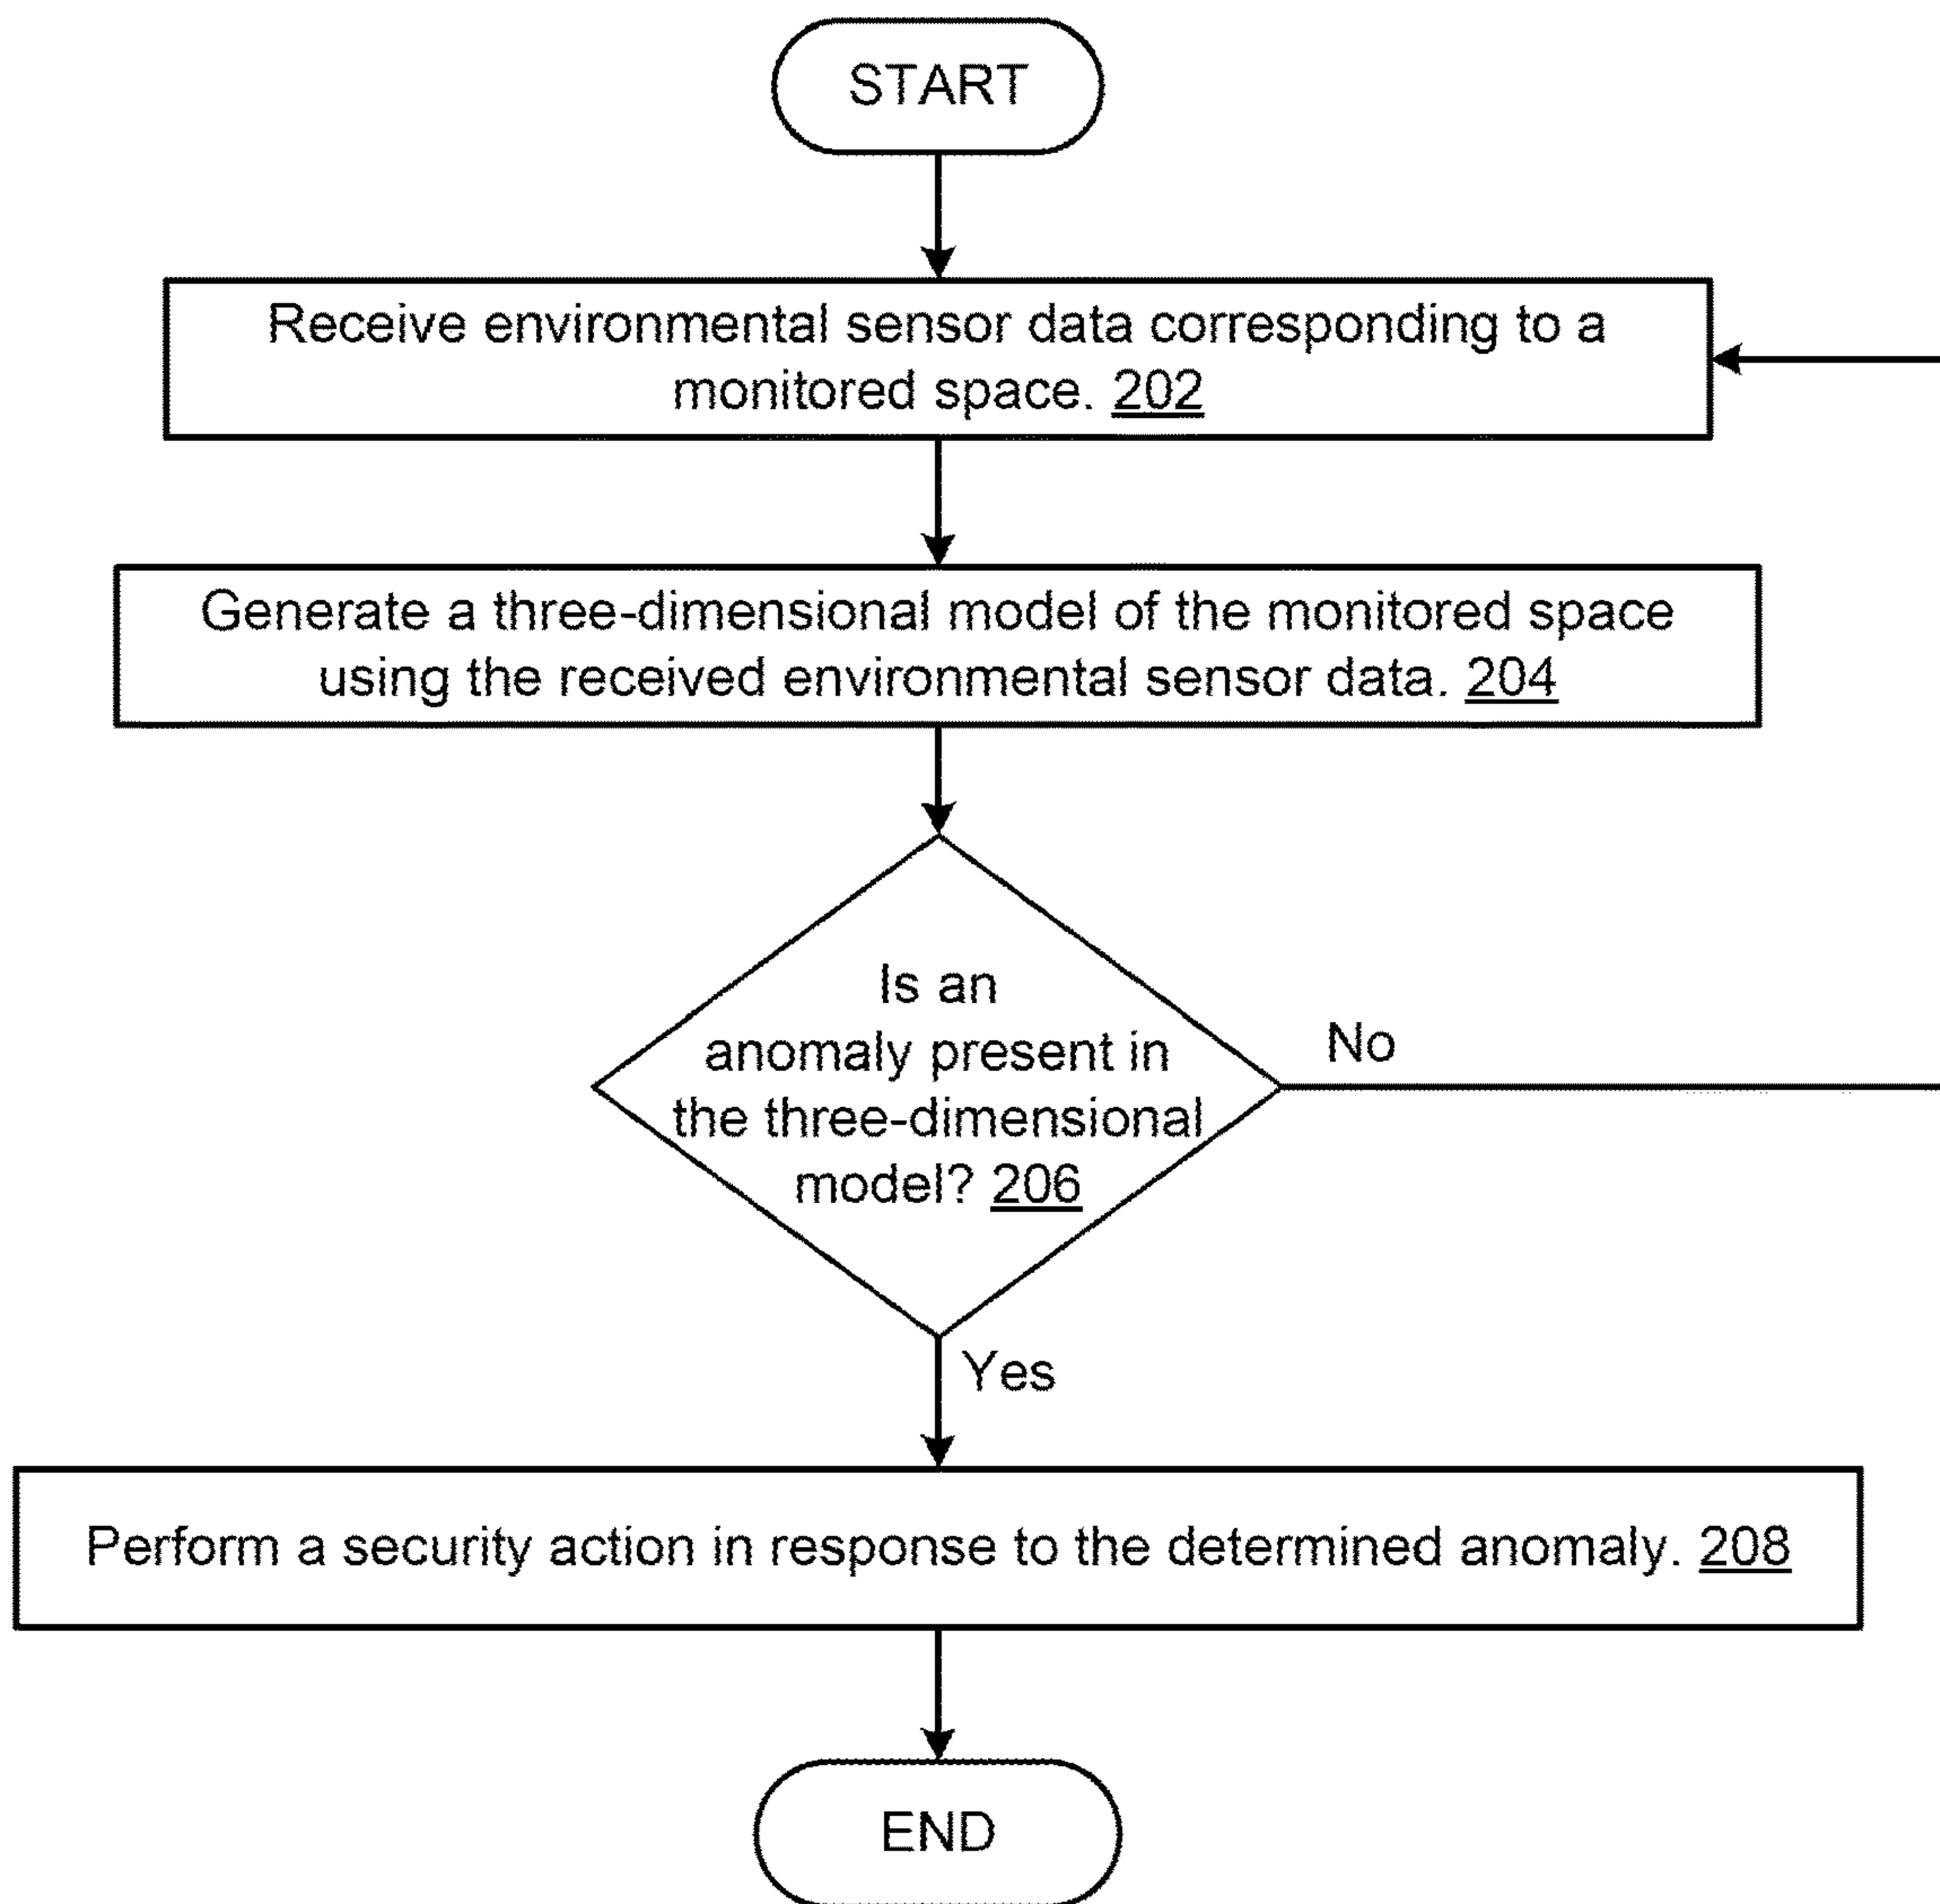 START
Receive environmental sensor data corresponding to a
monitored space. 202
Generate a three-dimensional model of the monitored space
using the received environmental sensor data. 204
Is an
anomaly present in
the three-dimensional
model? 206
No
Yes
Perform a security action in response to the determined anomaly. 208
END